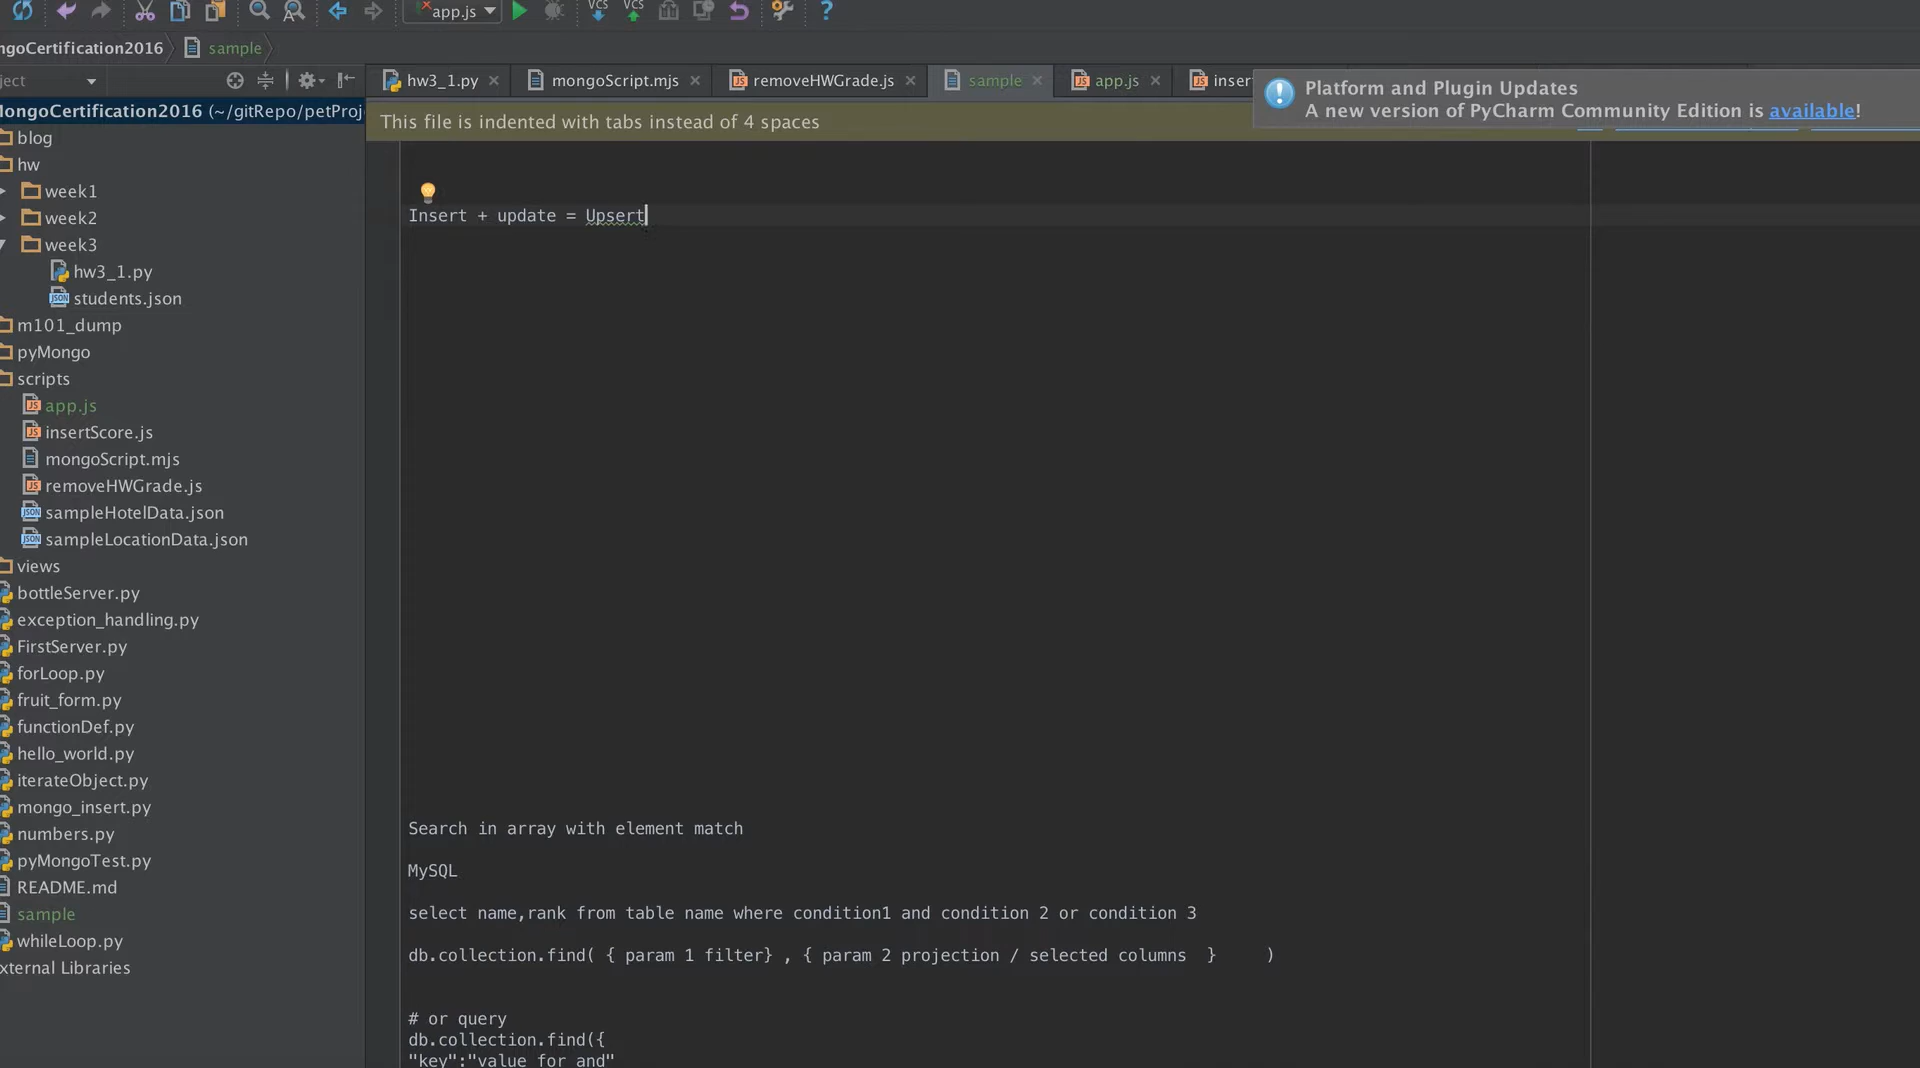 app.js
VCS VCS
ngoCertification2016 sample
ject
hw3_1.py mongoScript.mjs removeHWGrade.js sample app.js inser
Platform and Plugin Updates
A new version of PyCharm Community Edition is available!
This file is indented with tabs instead of 4 spaces
MongoCertification2016 (~/gitRepo/petProj
blog
hw
week1
week2
week3
hw3_1.py
students.json
m101_dump
pyMongo
scripts
app.js
insertScore.js
mongoScript.mjs
removeHWGrade.js
sampleHotelData.json
sampleLocationData.json
views
bottleServer.py
exception_handling.py
FirstServer.py
forLoop.py
fruit_form.py
functionDef.py
hello_world.py
iterateObject.py
mongo_insert.py
numbers.py
pyMongoTest.py
README.md
sample
whileLoop.py
xternal Libraries
Insert + update = Upsert
Search in array with element match
MySQL
select name,rank from table name where condition1 and condition 2 or condition 3
db.collection.find( { param 1 filter} , { param 2 projection / selected columns } )
# or query
db.collection.find({
"key":"value for and"